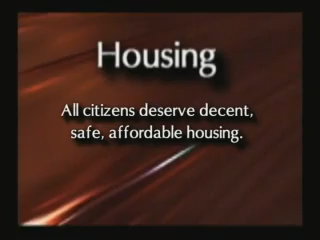 Housing
All citizens deserve decent,
safe, affordable housing.